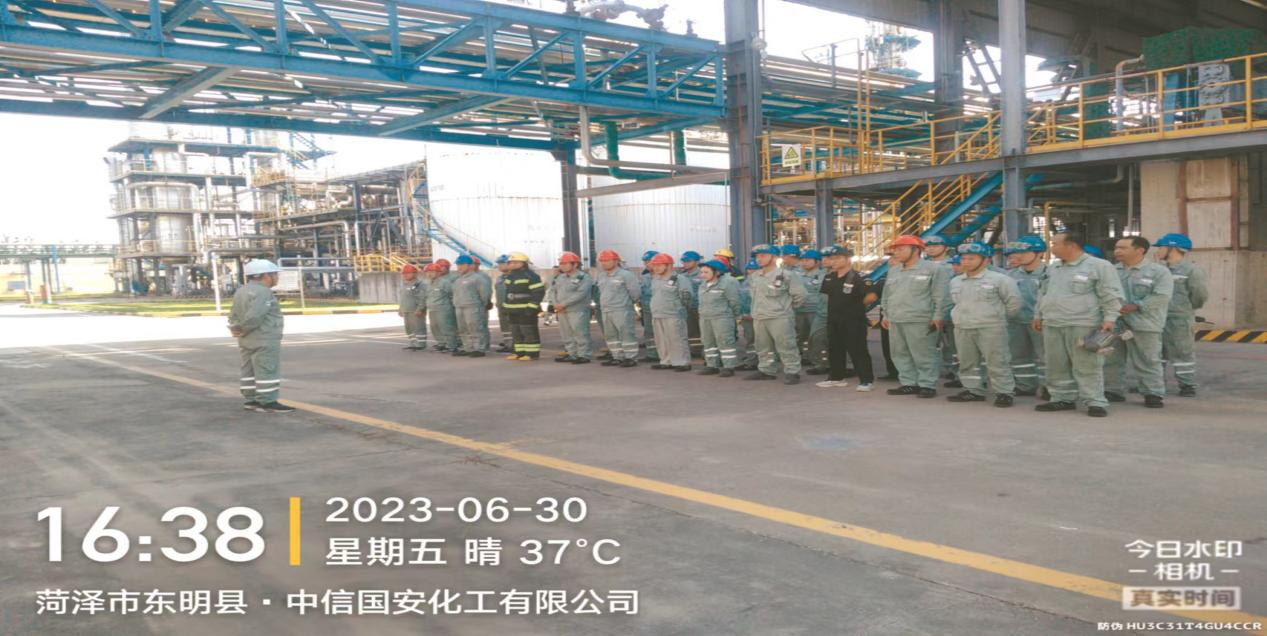 16:38
2023-06-30
星期五 晴 37°C
菏泽市东明县·中信国安化工有限公司
今日水印
-相机-
真实时间
防伪 HU3C31T4GU4CCR